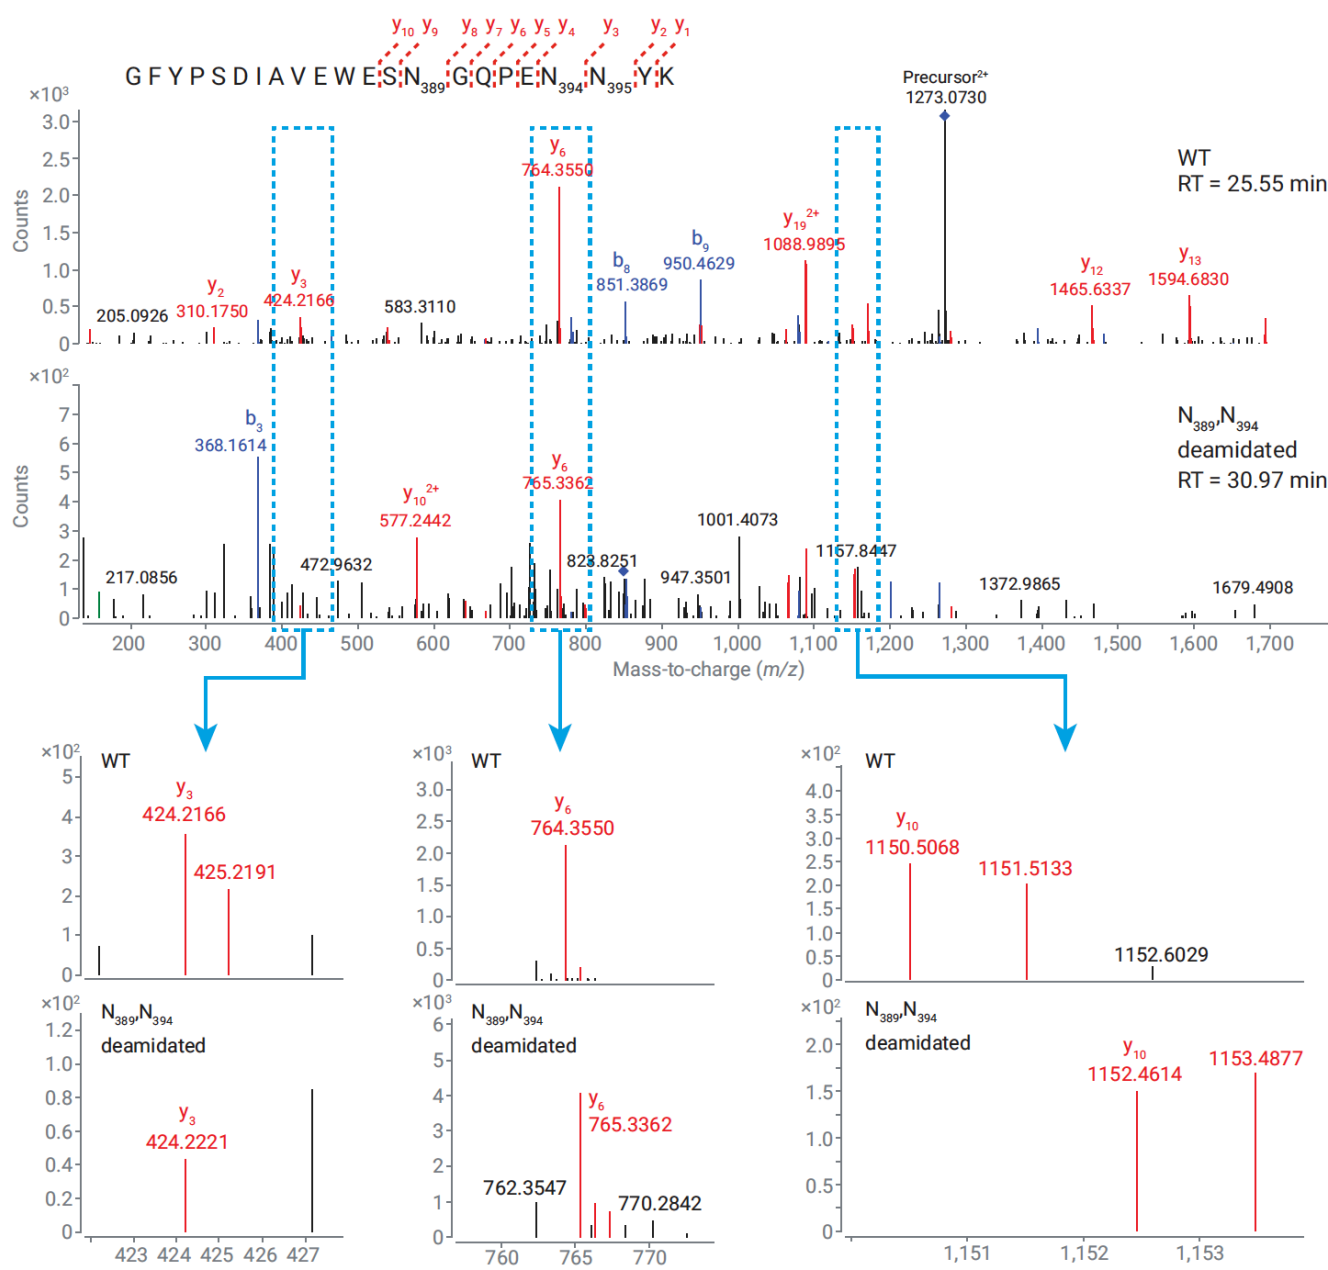 y10 y9 y8 y7 y6 y5 y4 y3 y2 y1
GFYPSDIAVEWESN389GQPEN394N395YK
×10³
Precursor²⁺
1273.0730
3.0
2.5
2.0
1.5
1.0
0.5
0
Counts
205.0926
y2
310.1750
y3
424.2166
583.3110
y6
764.3550
b8
851.3869
b9
950.4629
y19²⁺
1088.9895
y12
1465.6337
y13
1594.6830
WT
RT = 25.55 min
×10²
7
6
5
4
3
2
1
0
Counts
217.0856
b3
368.1614
472.9632
y10²⁺
577.2442
y6
765.3362
823.8251
947.3501
1001.4073
1157.8447
1372.9865
1679.4908
N389,N394
deamidated
RT = 30.97 min
200 300 400 500 600 700 800 900 1,000 1,100 1,200 1,300 1,400 1,500 1,600 1,700
Mass-to-charge (m/z)
×10²
WT
5
4
3
2
1
0
y3
424.2166
425.2191
×10²
N389,N394
deamidated
1.2
1.0
0.8
0.6
0.4
0.2
0
y3
424.2221
423 424 425 426 427
×10³
WT
3.0
2.5
2.0
1.5
1.0
0.5
0
y6
764.3550
×10³
N389,N394
deamidated
6
5
4
3
2
1
0
y6
765.3362
762.3547
770.2842
760 765 770
×10²
WT
4.0
3.5
3.0
2.5
2.0
1.5
1.0
0.5
0
y10
1150.5068
1151.5133
1152.6029
×10²
N389,N394
deamidated
2.0
1.5
1.0
0.5
0
y10
1152.4614
1153.4877
1,151 1,152 1,153